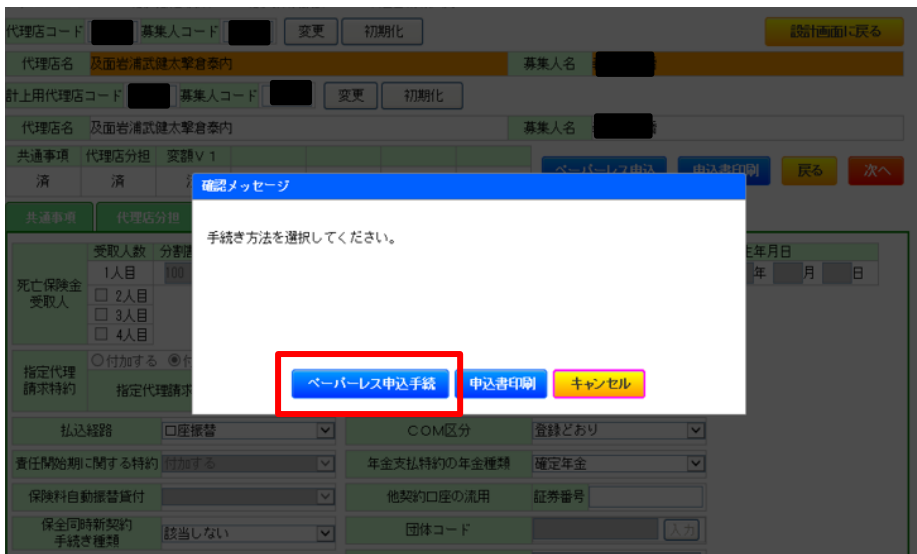 代理店コード 募集人コード 変更 初期化 設計画面に戻る
代理店名 及面岩浦武健太撃倉泰内 募集人名
計上用代理店コード 募集人コード 変更 初期化
代理店名 及面岩浦武健太撃倉泰内 募集人名
共通事項 代理店分担 変額V1
ペーパーレス申込 申込書印刷 戻る 次へ
済 済
確認メッセージ
共通事項 代理店分担
手続き方法を選択してください。
受取人数 生年月日
1人目 100 年 月 日
死亡保険金
受取人
2人目
3人目
4人目
付加する
指定代理
請求特約
指定代理請求
ペーパーレス申込手続 申込書印刷 キャンセル
払込経路 口座振替 COM区分 登録どおり
責任開始期に関する特約 付加する 年金支払特約の年金種類 確定年金
保険料自動振替貸付 他契約口座の流用 証券番号
保全同時新契約
手続き種類
該当しない 団体コード 入力